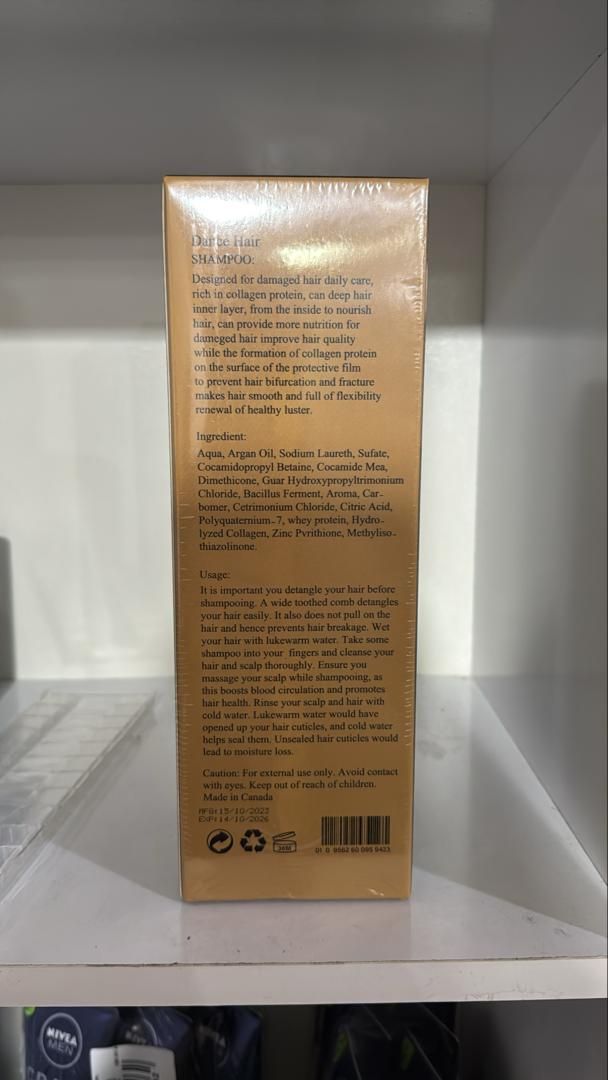 Dance Hair
SHAMPOO:
Designed for damaged hair daily care,
rich in collagen protein, can deep hair
inner layer, from the inside to nourish
hair, can provide more nutrition for
dameged hair improve hair quality
while the formation of collagen protein
on the surface of the protective film
to prevent hair bifurcation and fracture
makes hair smooth and full of flexibility
renewal of healthy luster.
Ingredient:
Aqua, Argan Oil, Sodium Laureth, Sufate,
Cocamidopropyl Betaine, Cocamide Mea,
Dimethicone, Guar Hydroxypropyltrimonium
Chloride, Bacillus Ferment, Aroma, Car-
bomer, Cetrimonium Chloride, Citric Acid,
Polyquaternium-7, whey protein, Hydro-
lyzed Collagen, Zinc Pvrithione, Methyliso-
thiazolinone.
Usage:
It is important you detangle your hair before
shampooing. A wide toothed comb detangles
your hair easily. It also does not pull on the
hair and hence prevents hair breakage. Wet
your hair with lukewarm water. Take some
shampoo into your fingers and cleanse your
hair and scalp thoroughly. Ensure you
massage your scalp while shampooing, as
this boosts blood circulation and promotes
hair health. Rinse your scalp and hair with
cold water. Lukewarm water would have
opened up your hair cuticles, and cold water
helps seal them. Unsealed hair cuticles would
lead to moisture loss.
Caution: For external use only. Avoid contact
with eyes. Keep out of reach of children.
Made in Canada
MFG:15/10/2023
EXP:14/10/2026
36M
01 0 9562 60 095 9423
NIVEA
MEN